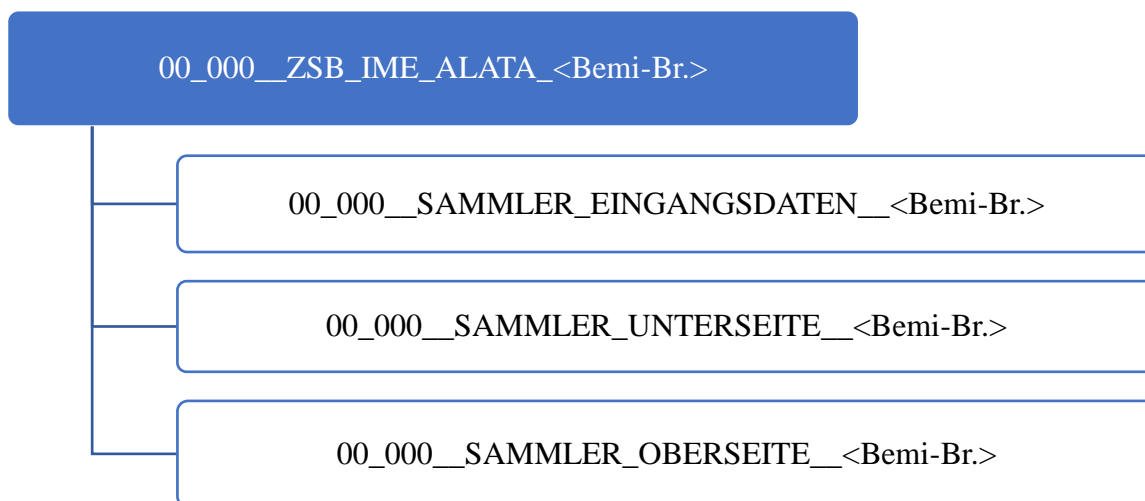 00_000__ZSB_IME_ALATA_<Bemi-Br.>
00_000__SAMMLER_EINGANGSDATEN__<Bemi-Br.>
00_000__SAMMLER_UNTERSEITE__<Bemi-Br.>
00_000__SAMMLER_OBERSEITE__<Bemi-Br.>